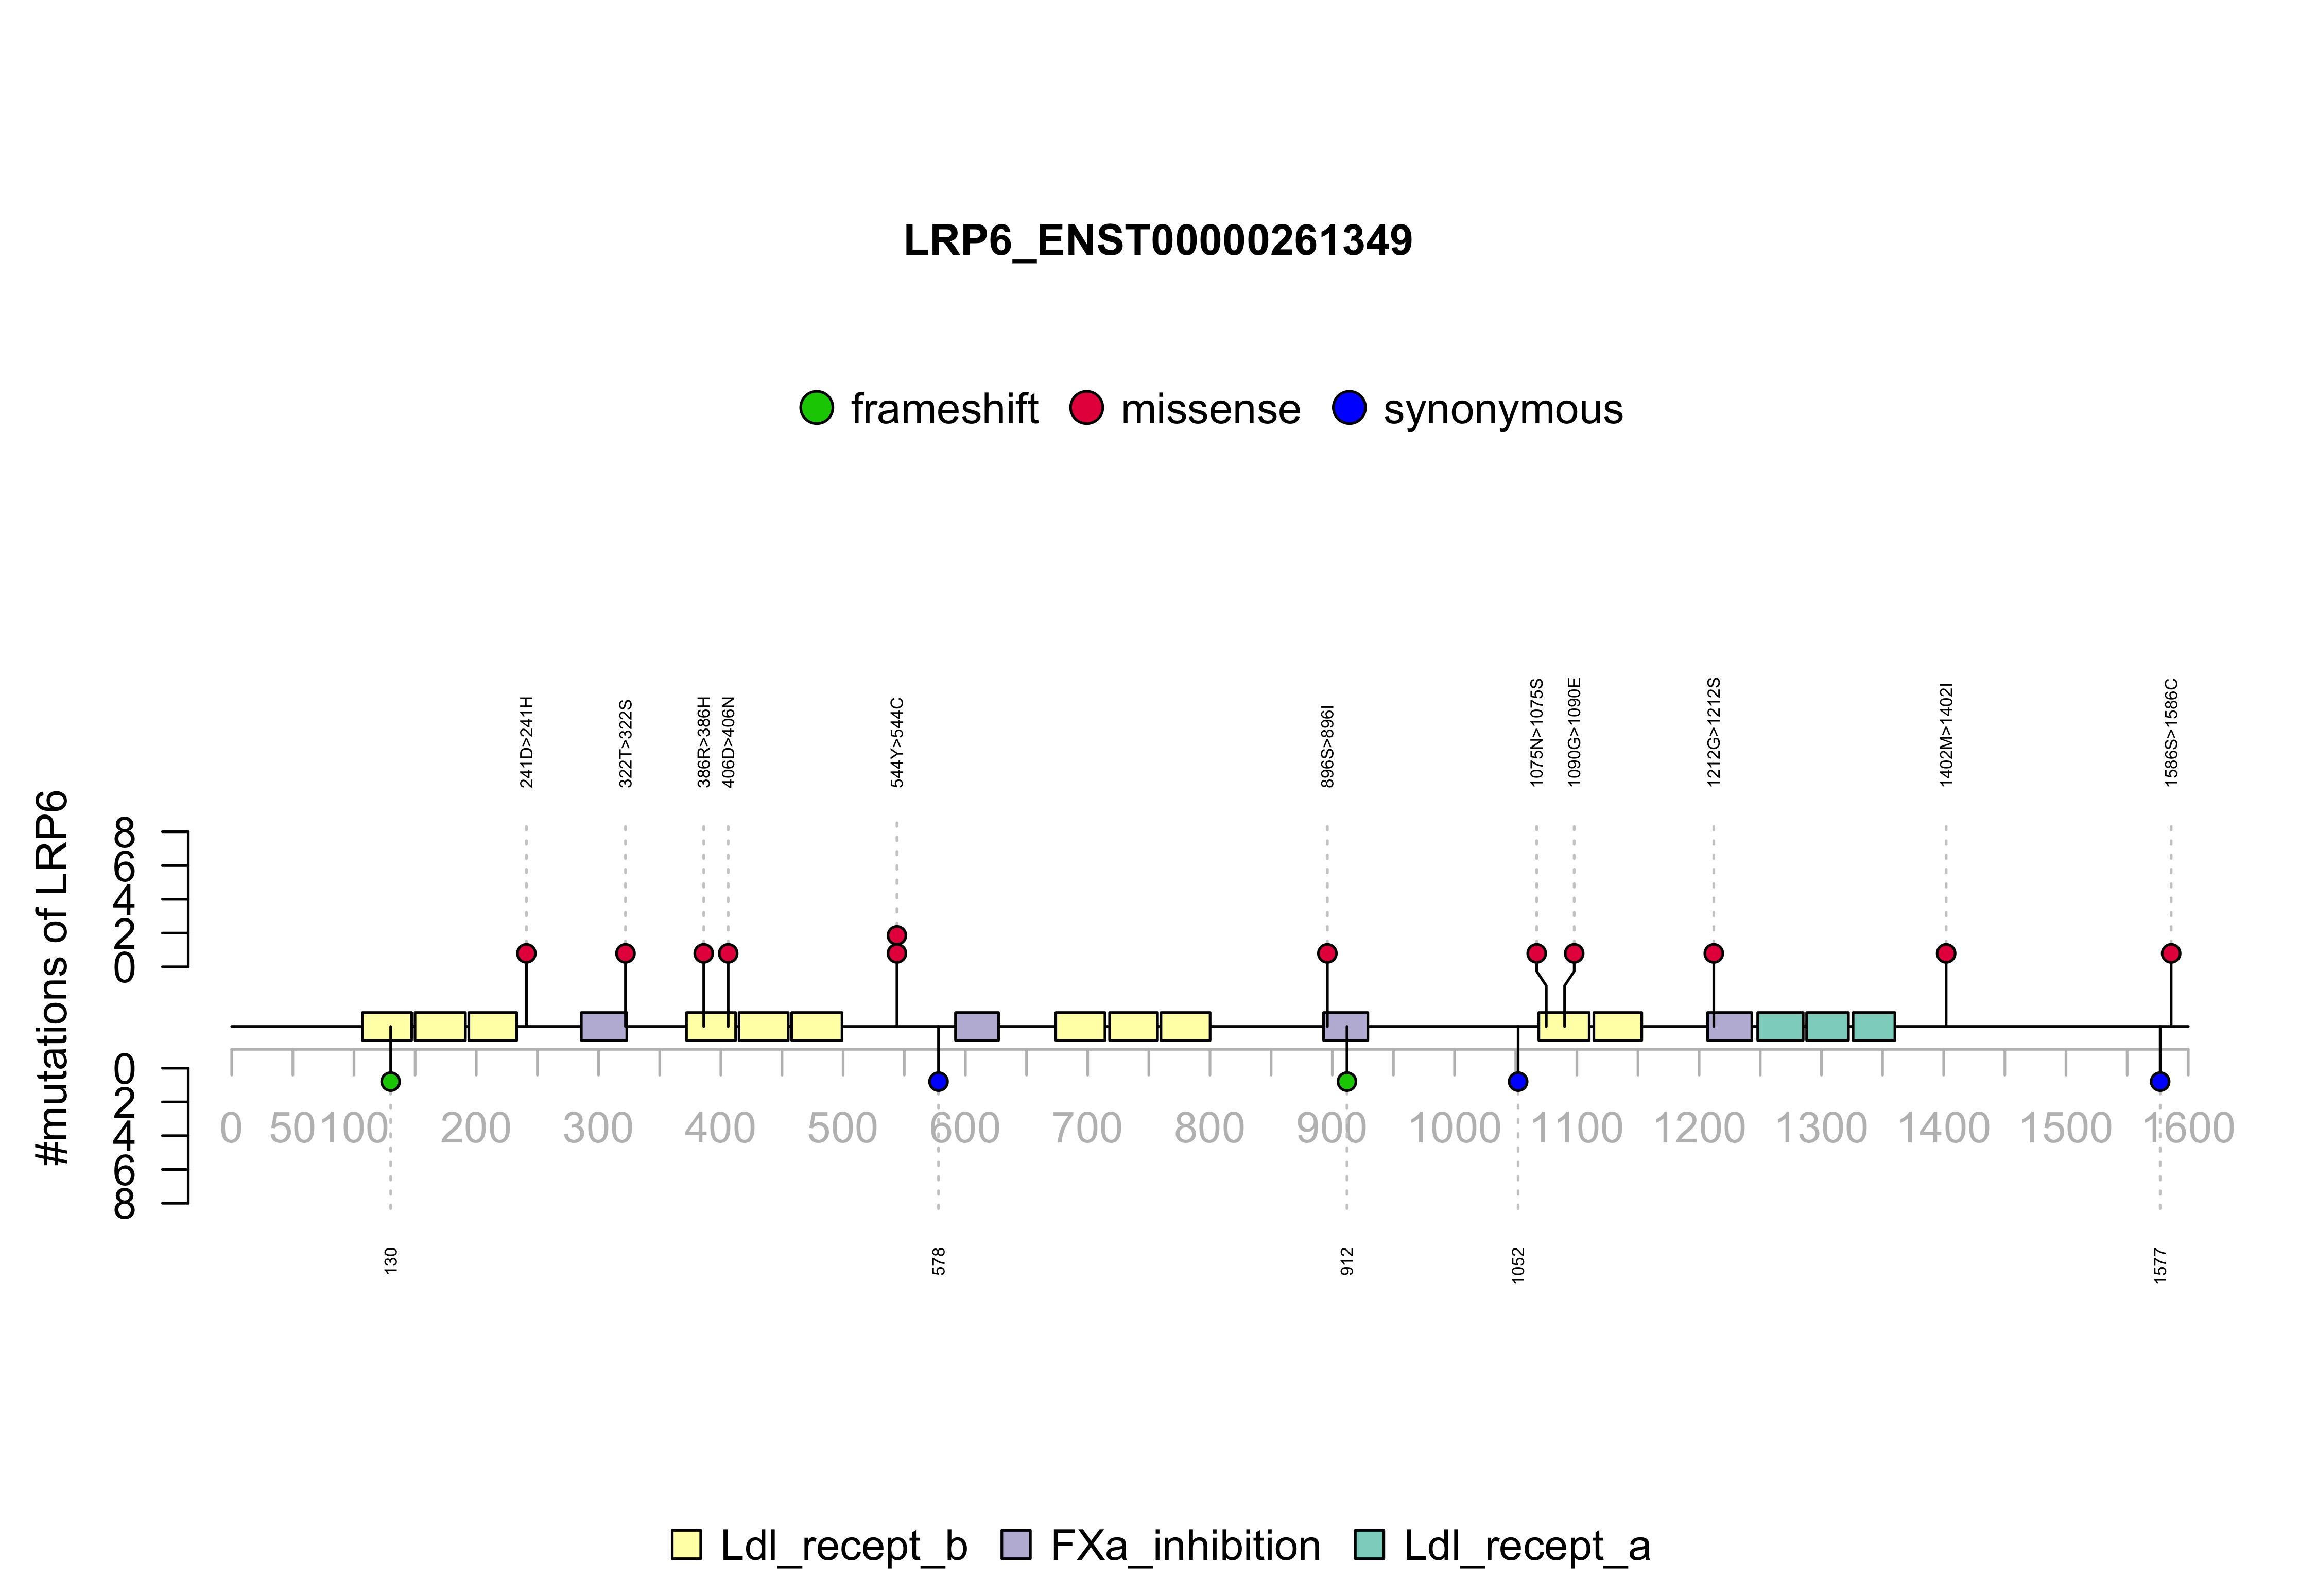 LRP6_ENST00000261349
frameshift missense synonymous
241D>241H
322T>322S
386R>386H
406D>406N
544Y>544C
896S>896I
1075N>1075S
1090G>1090E
1212G>1212S
1402M>1402I
1586S>1586C
#mutations of LRP6
8
6
4
2
0
0
2
4
6
8
0 50 100 200 300 400 500 600 700 800 900 1000 1100 1200 1300 1400 1500 1600
130
578
912
1052
1577
Ldl_recept_b FXa_inhibition Ldl_recept_a